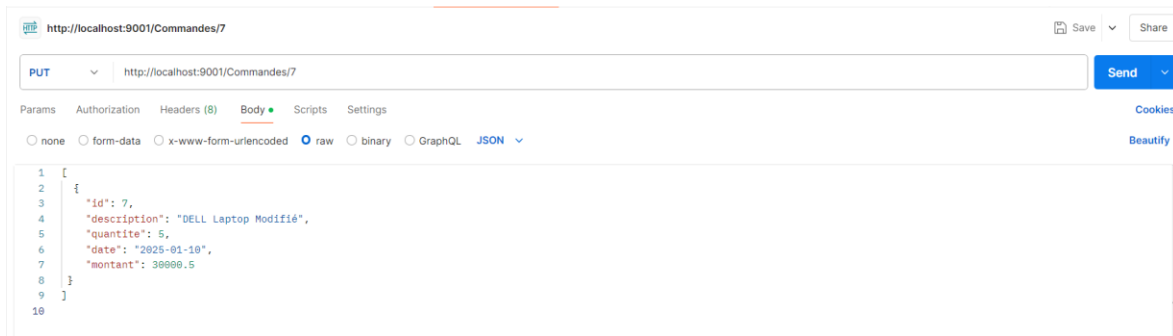 HTTP http://localhost:9001/Commandes/7 Save Share
PUT http://localhost:9001/Commandes/7 Send
Params Authorization Headers (8) Body Scripts Settings Cookies
none form-data x-www-form-urlencoded raw binary GraphQL JSON Beautify
1 [
2 {
3 "id": 7,
4 "description": "DELL Laptop Modifié",
5 "quantite": 5,
6 "date": "2025-01-10",
7 "montant": 30000.5
8 }
9 ]
10